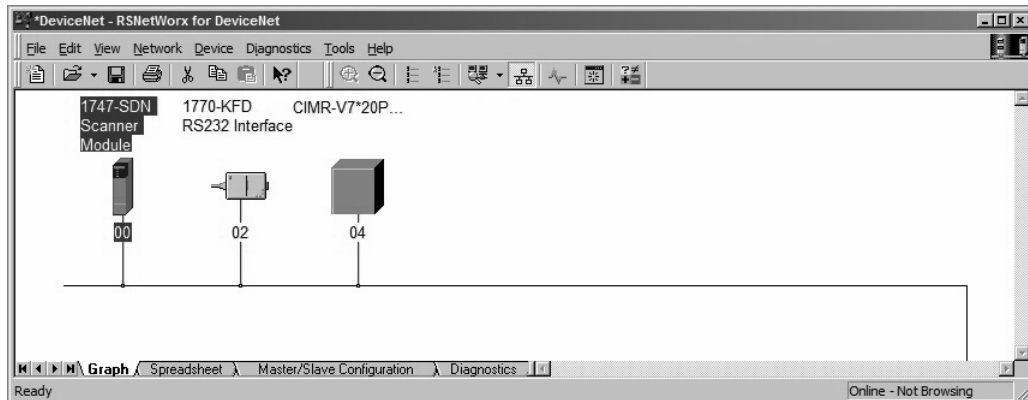 *DeviceNet - RSNetWorx for DeviceNet
File Edit View Network Device Diagnostics Tools Help
1747-SDN Scanner Module
1770-KFD RS232 Interface
CIMR-V7*20P...
00
02
04
Graph Spreadsheet Master/Slave Configuration Diagnostics
Ready
Online - Not Browsing